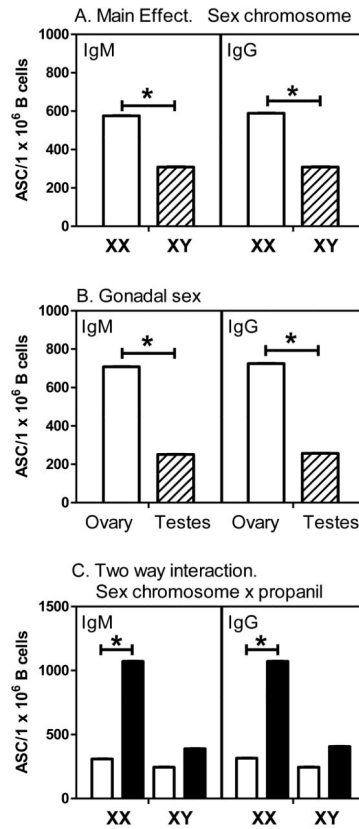 A. Main Effect. Sex chromosome
IgM IgG
ASC/1 x 10⁶ B cells
1000
800
600
400
200
0
* *
XX XY XX XY
B. Gonadal sex
IgM IgG
ASC/1 x 10⁶ B cells
1000
800
600
400
200
0
* *
Ovary Testes Ovary Testes
C. Two way interaction.
Sex chromosome x propanil
IgM IgG
ASC/1 x 10⁶ B cells
1500
1000
500
0
* *
XX XY XX XY